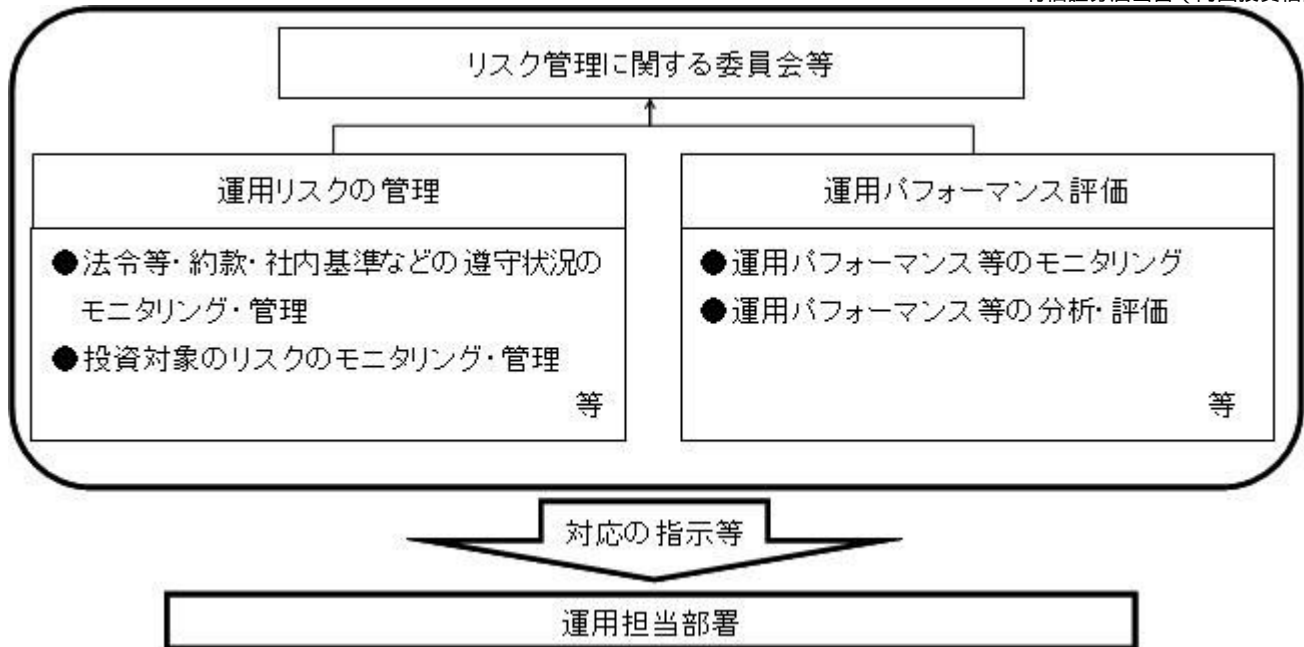 リスク管理に関する委員会等
運用リスクの管理
●法令等・約款・社内基準などの遵守状況の
モニタリング・管理
●投資対象のリスクのモニタリング・管理
等
運用パフォーマンス評価
●運用パフォーマンス等のモニタリング
●運用パフォーマンス等の分析・評価
等
対応の指示等
運用担当部署